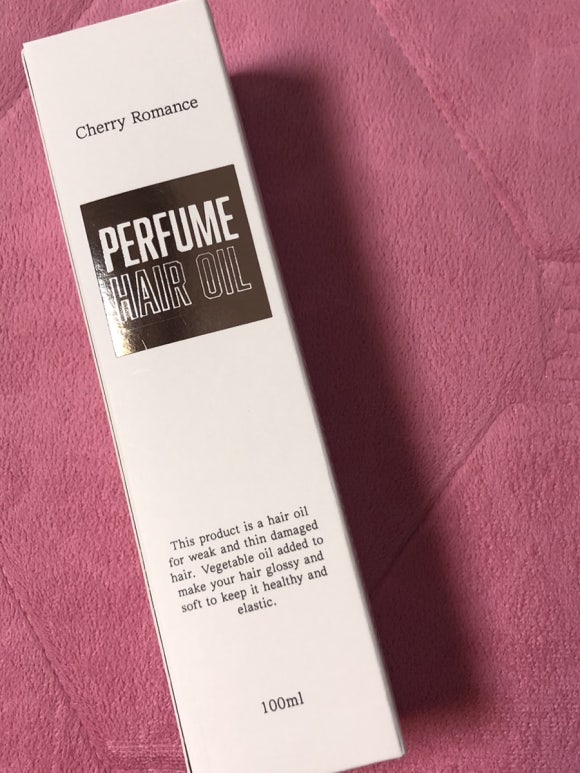 Cherry Romance
PERFUME
HAIR OIL
This product is a hair oil
for weak and thin damaged
hair. Vegetable oil added to
make your hair glossy and
soft to keep it healthy and
elastic.
100ml